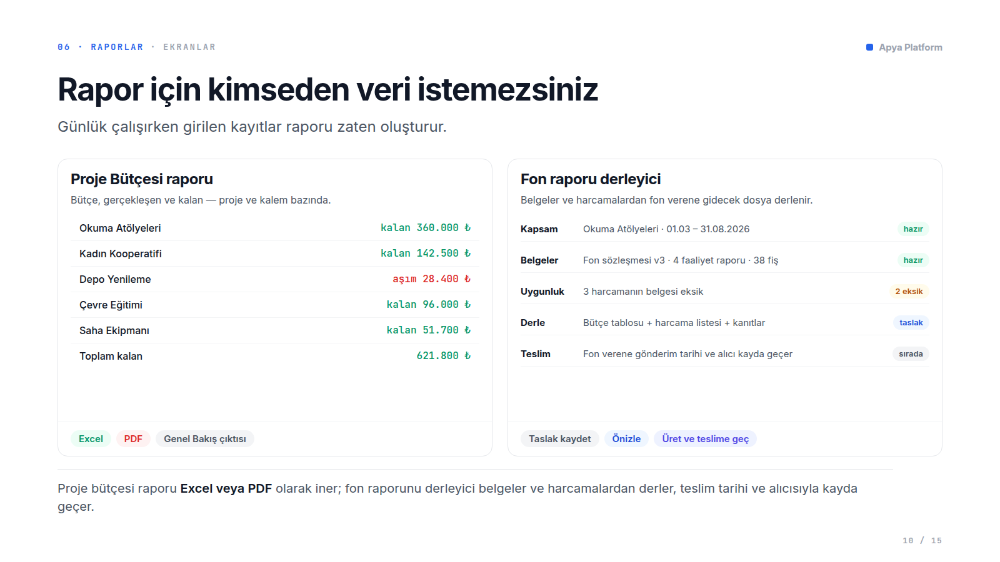 06 · RAPORLAR · EKRANLAR
Apya Platform
Rapor için kimseden veri istemezsiniz
Günlük çalışırken girilen kayıtlar raporu zaten oluşturur.
Proje Bütçesi raporu
Bütçe, gerçekleşen ve kalan — proje ve kalem bazında.
Okuma Atölyeleri kalan 360.000 ₺
Kadın Kooperatifi kalan 142.500 ₺
Depo Yenileme aşım 28.400 ₺
Çevre Eğitimi kalan 96.000 ₺
Saha Ekipmanı kalan 51.700 ₺
Toplam kalan 621.800 ₺
Excel PDF Genel Bakış çıktısı
Fon raporu derleyici
Belgeler ve harcamalardan fon verene gidecek dosya derlenir.
Kapsam Okuma Atölyeleri · 01.03 – 31.08.2026 hazır
Belgeler Fon sözleşmesi v3 · 4 faaliyet raporu · 38 fiş hazır
Uygunluk 3 harcamanın belgesi eksik 2 eksik
Derle Bütçe tablosu + harcama listesi + kanıtlar taslak
Teslim Fon verene gönderim tarihi ve alıcı kayda geçer sırada
Taslak kaydet Önizle Üret ve teslime geç
Proje bütçesi raporu Excel veya PDF olarak iner; fon raporunu derleyici belgeler ve harcamalardan derler, teslim tarihi ve alıcısıyla kayda
geçer.
10 / 15